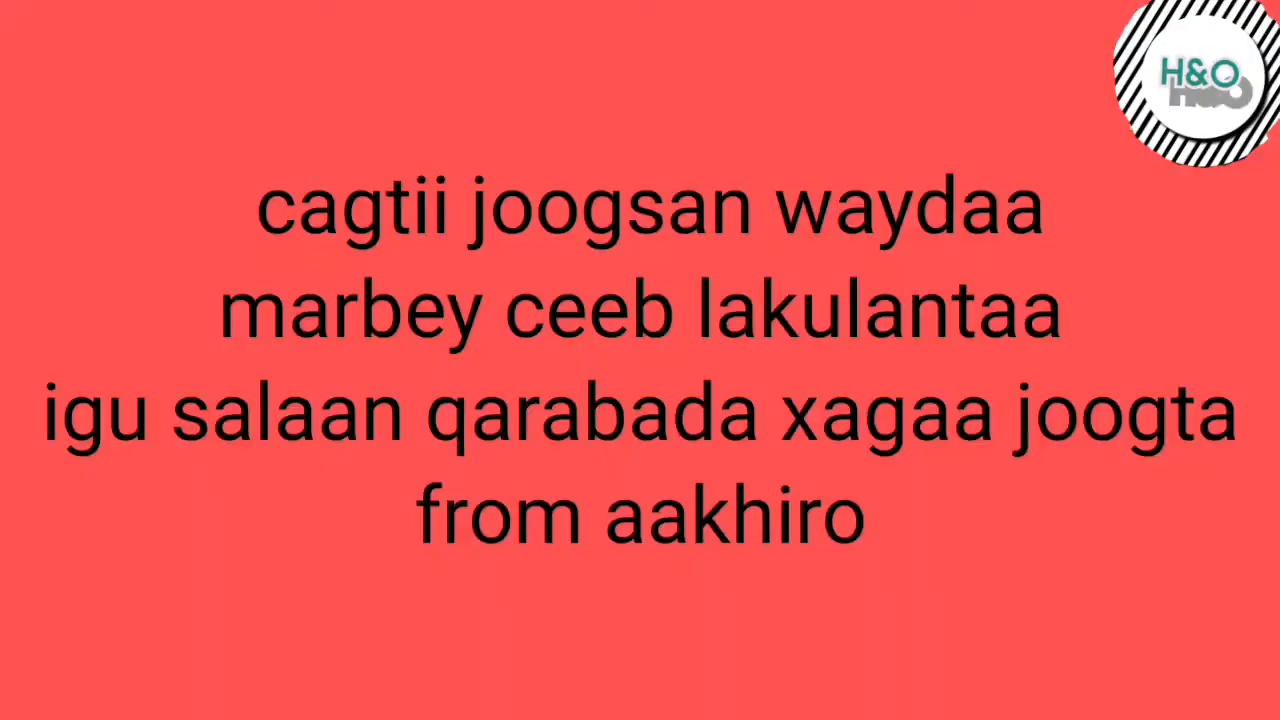 H&O
cagtii joogsan waydaa
marbey ceeb lakulantaa
igu salaan qarabada xagaa joogta
from aakhiro